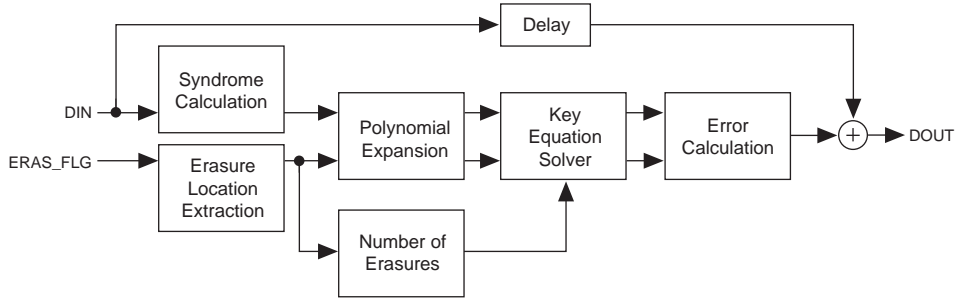 Delay
Syndrome
Calculation
DIN
Polynomial
Expansion
Key
Equation
Solver
Error
Calculation
+
DOUT
ERAS_FLG
Erasure
Location
Extraction
Number of
Erasures